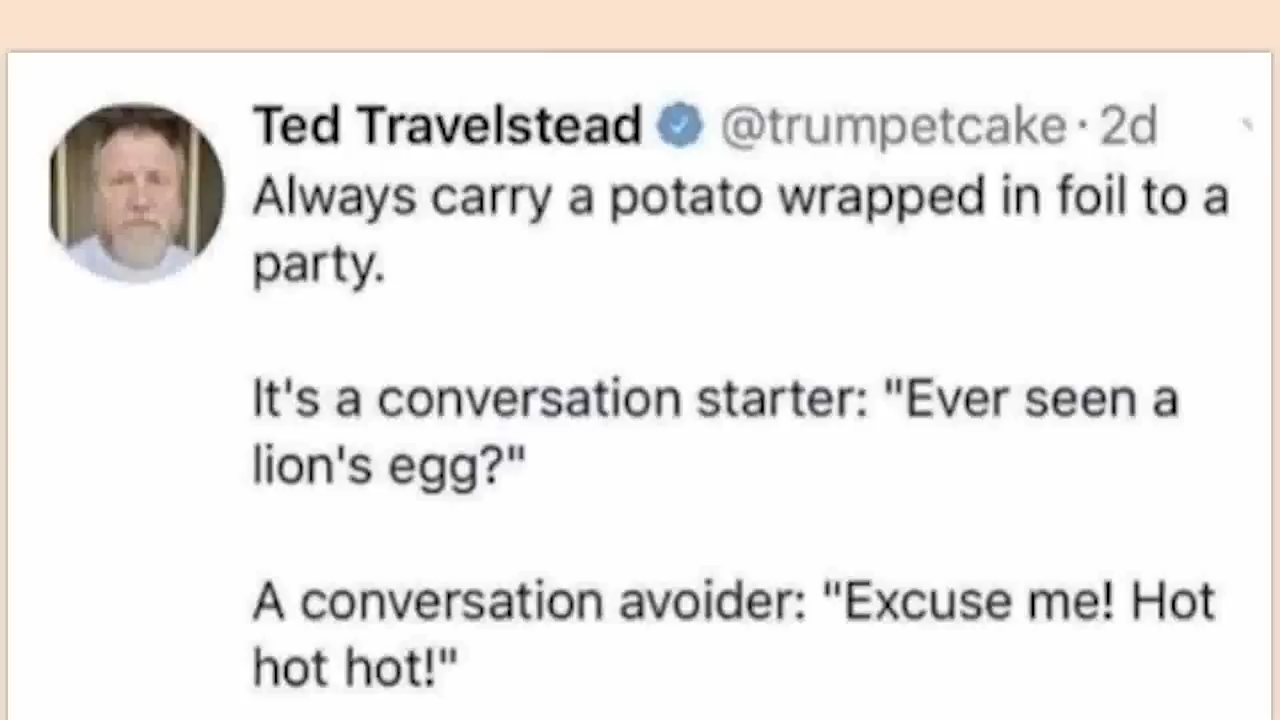 Ted Travelstead @trumpetcake · 2d
Always carry a potato wrapped in foil to a
party.
It's a conversation starter: "Ever seen a
lion's egg?"
A conversation avoider: "Excuse me! Hot
hot hot!"